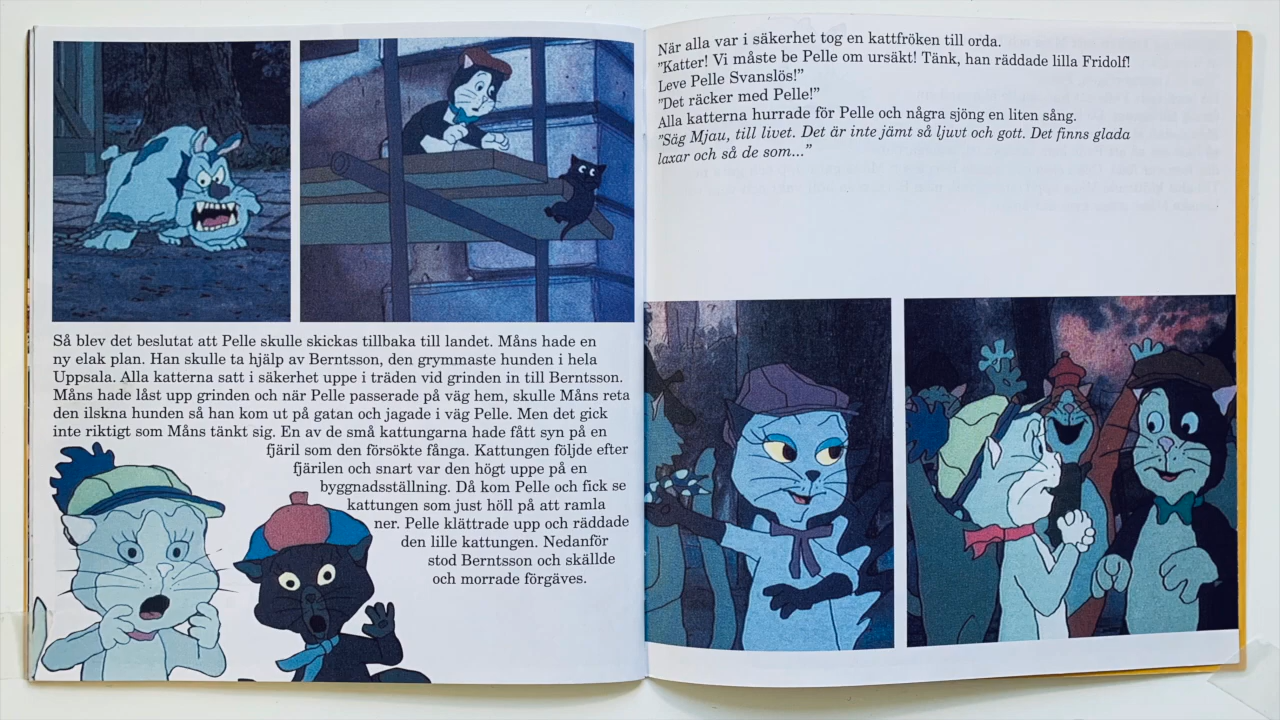 Så blev det beslutat att Pelle skulle skickas tillbaka till landet. Måns hade en
ny elak plan. Han skulle ta hjälp av Berntsson, den grymmaste hunden i hela
Uppsala. Alla katterna satt i säkerhet uppe i träden vid grinden in till Berntsson.
Måns hade låst upp grinden och när Pelle passerade på väg hem, skulle Måns reta
den ilskna hunden så han kom ut på gatan och jagade i väg Pelle. Men det gick
inte riktigt som Måns tänkt sig. En av de små kattungarna hade fått syn på en
fjäril som den försökte fånga. Kattungen följde efter
fjärilen och snart var den högt uppe på en
byggnadsställning. Då kom Pelle och fick se
kattungen som just höll på att ramla
ner. Pelle klättrade upp och räddade
den lille kattungen. Nedanför
stod Berntsson och skällde
och morrade förgäves.
När alla var i säkerhet tog en kattfröken till orda.
”Katter! Vi måste be Pelle om ursäkt! Tänk, han räddade lilla Fridolf!
Leve Pelle Svanslös!”
”Det räcker med Pelle!”
Alla katterna hurrade för Pelle och några sjöng en liten sång.
”Säg Mjau, till livet. Det är inte jämt så ljuvt och gott. Det finns glada
laxar och så de som...”